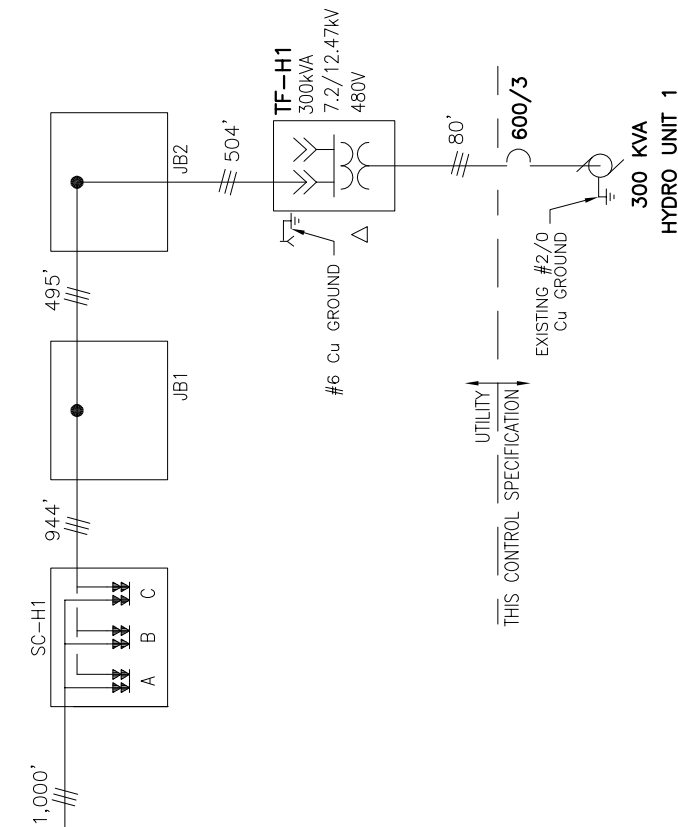 1,000'
SC-H1
A
B
C
944'
JB1
495'
JB2
504'
TF-H1
300kVA
7.2/12.47kV
480V
#6 Cu GROUND
80'
600/3
UTILITY
THIS CONTROL SPECIFICATION
EXISTING #2/0
Cu GROUND
300 KVA
HYDRO UNIT 1